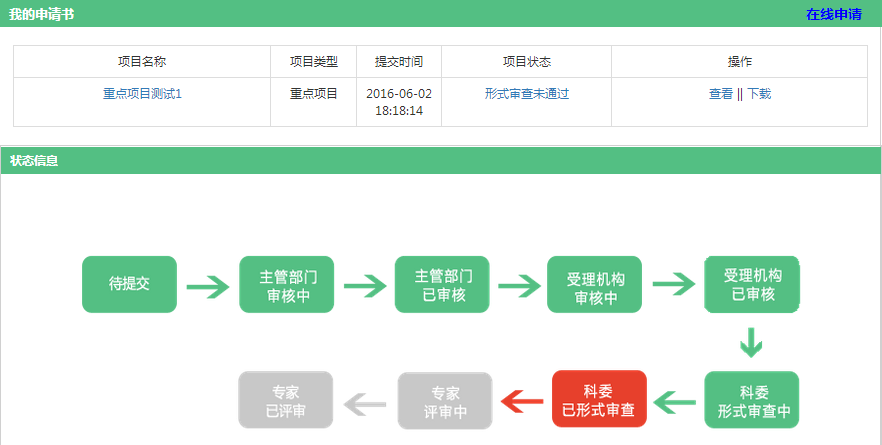 我的申请书 在线申请
项目名称 项目类型 提交时间 项目状态 操作
重点项目测试1 重点项目 2016-06-02 形式审查未通过 查看 || 下载
18:18:14
状态信息
待提交
主管部门
审核中
主管部门
已审核
受理机构
审核中
受理机构
已审核
科委
形式审查中
科委
已形式审查
专家
评审中
专家
已评审